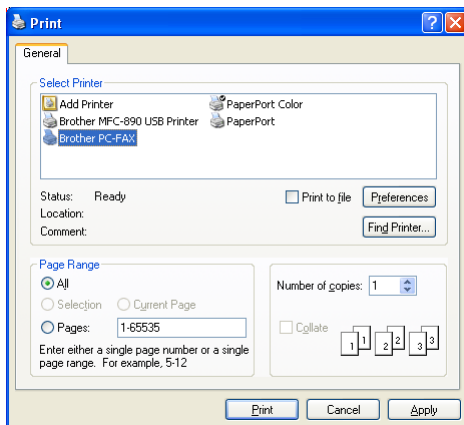 Print
General
Select Printer
Add Printer
PaperPort Color
Brother MFC-890 USB Printer
PaperPort
Brother PC-FAX
Status: Ready
Print to file
Preferences
Location:
Find Printer...
Comment:
Page Range
All
Number of copies: 1
Selection
Current Page
Pages: 1-65535
Collate
1 1 2 2 3 3
Enter either a single page number or a single
page range. For example, 5-12
Print
Cancel
Apply